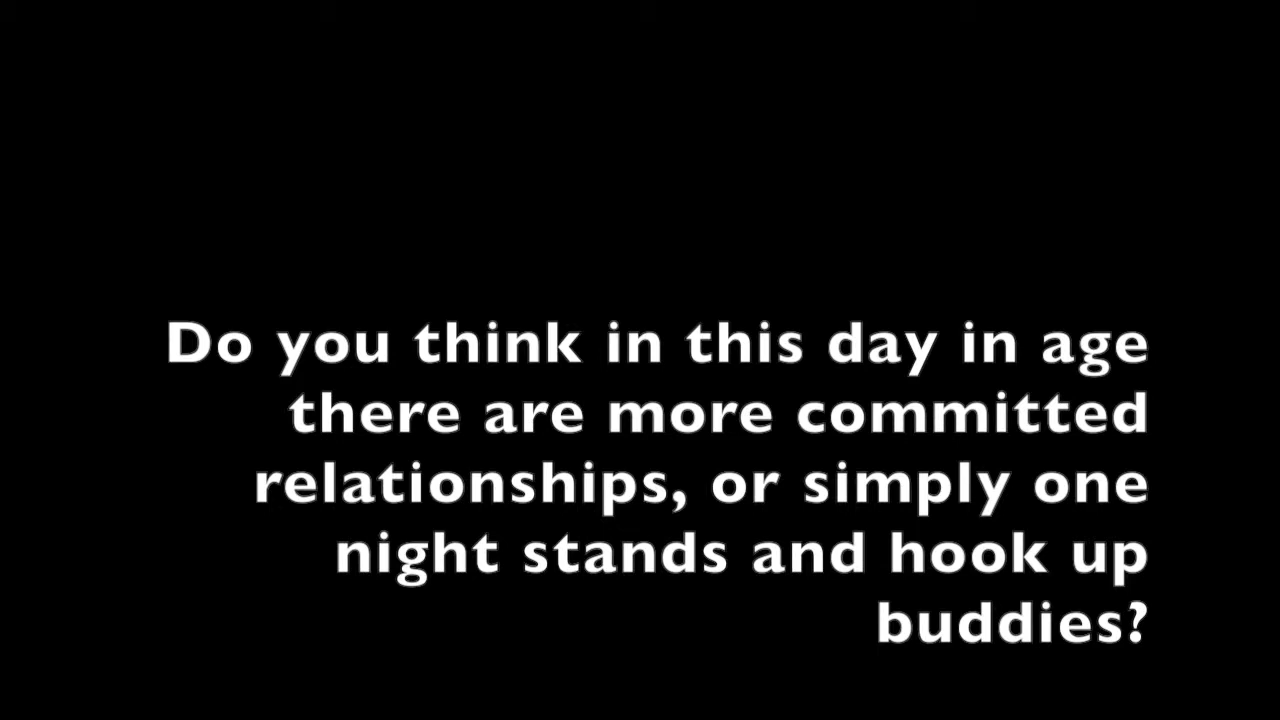 Do you think in this day in age
there are more committed
relationships, or simply one
night stands and hook up
buddies?